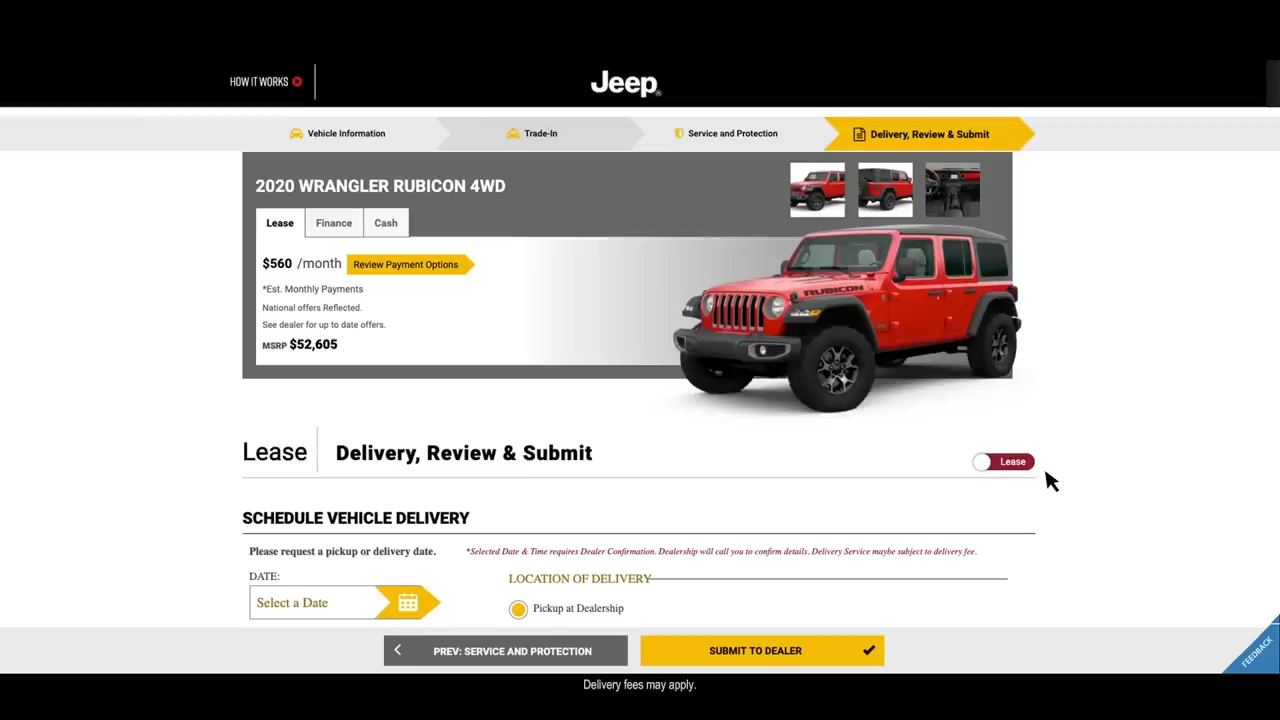 HOW IT WORKS
Jeep®
Vehicle Information
Trade-In
Service and Protection
Delivery, Review & Submit
2020 WRANGLER RUBICON 4WD
Lease
Finance
Cash
$560 /month
Review Payment Options
*Est. Monthly Payments
National offers Reflected.
See dealer for up to date offers.
MSRP $52,605
RUBICON
Lease
Delivery, Review & Submit
Lease
SCHEDULE VEHICLE DELIVERY
Please request a pickup or delivery date.
*Selected Date & Time requires Dealer Confirmation. Dealership will call you to confirm details. Delivery Service maybe subject to delivery fee.
DATE:
LOCATION OF DELIVERY
Select a Date
Pickup at Dealership
PREV: SERVICE AND PROTECTION
SUBMIT TO DEALER
FEEDBACK
Delivery fees may apply.